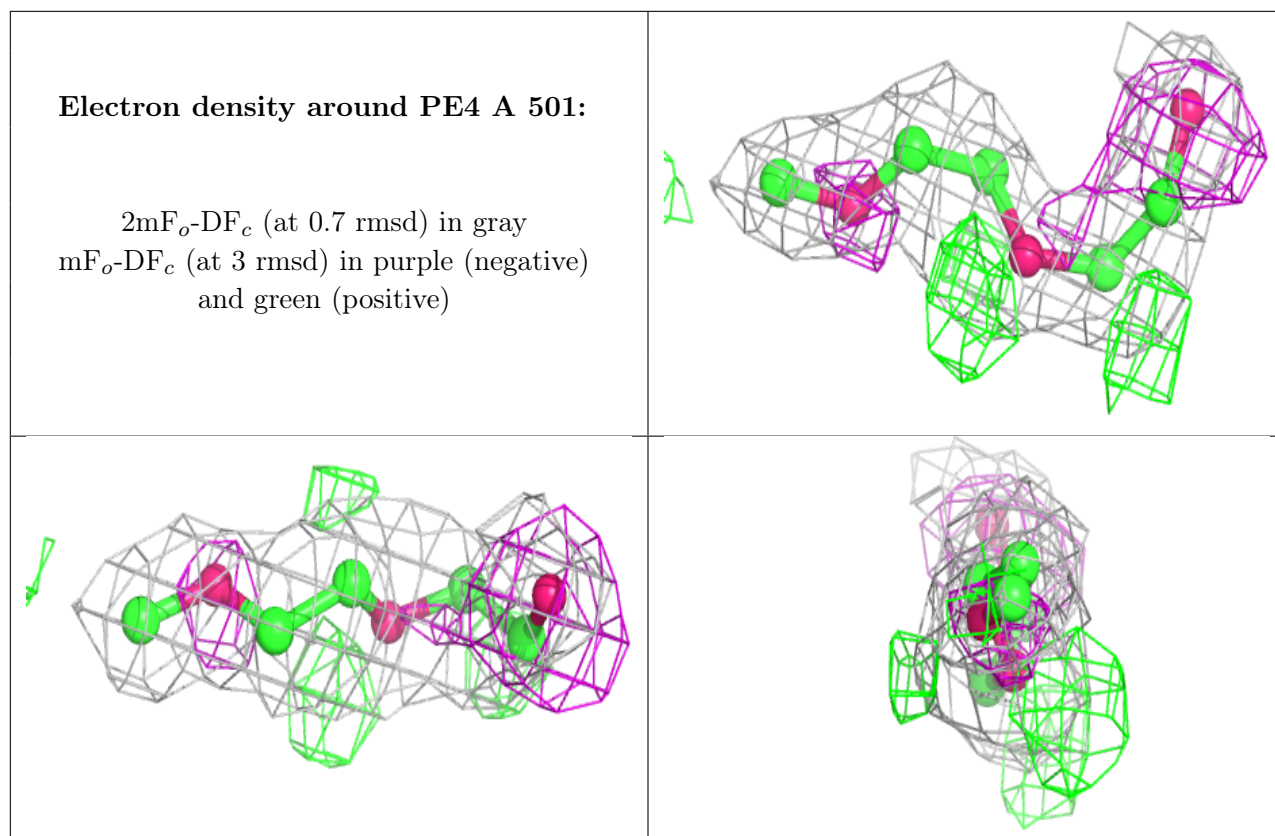 Electron density around PE4 A 501:
2mFₒ-DF𝒸 (at 0.7 rmsd) in gray
mFₒ-DF𝒸 (at 3 rmsd) in purple (negative)
and green (positive)